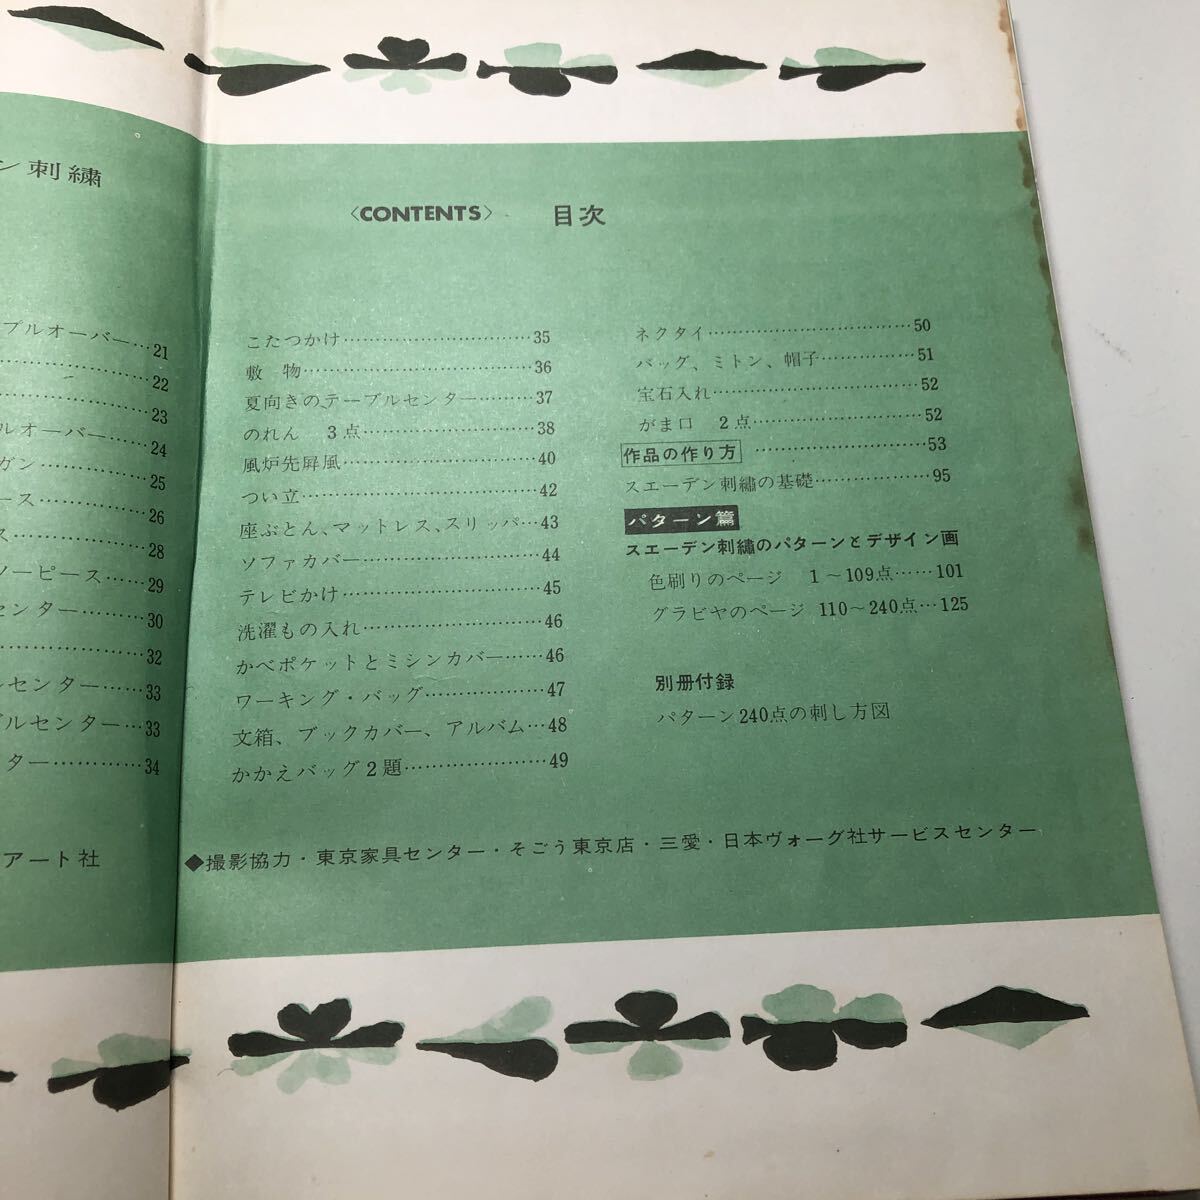 ン刺繍
プルオーバー…21
22
23
ルオーバー……24
ガン……………25
ース……………26
ス………………28
ソーピース……29
センター………30
32
ルセンター……33
ブルセンター…33
ター…………34
アート社
〈CONTENTS〉 目次
こたつかけ…………………………35
敷 物………………………………36
夏向きのテーブルセンター………37
のれん 3点………………………38
風炉先屏風…………………………40
つい立………………………………42
座ぶとん、マットレス、スリッパ…43
ソファカバー………………………44
テレビかけ…………………………45
洗濯もの入れ………………………46
かべポケットとミシンカバー……46
ワーキング・バッグ………………47
文箱、ブックカバー、アルバム…48
かかえバッグ2題…………………49
ネクタイ……………………………50
バッグ、ミトン、帽子……………51
宝石入れ……………………………52
がま口 2点………………………52
作品の作り方………………………53
スエーデン刺繡の基礎……………95
パターン篇
スエーデン刺繡のパターンとデザイン画
色刷りのページ 1～109点……101
グラビヤのページ 110～240点…125
別冊付録
パターン240点の刺し方図
◆撮影協力・東京家具センター・そごう東京店・三愛・日本ヴォーグ社サービスセンター